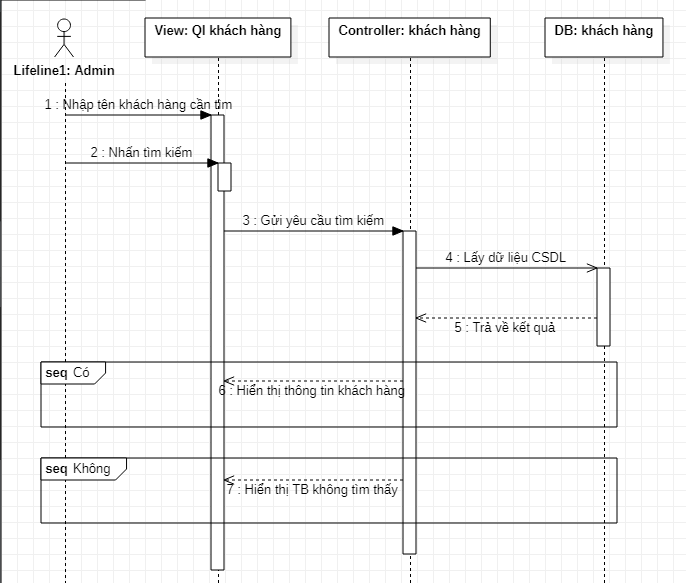 View: QI khách hàng
Controller: khách hàng
DB: khách hàng
Lifeline1: Admin
1 : Nhập tên khách hàng cần tìm
2 : Nhấn tìm kiếm
3 : Gửi yêu cầu tìm kiếm
4 : Lấy dữ liệu CSDL
5 : Trả về kết quả
seq Có
6 : Hiển thị thông tin khách hàng
seq Không
7 : Hiển thị TB không tìm thấy